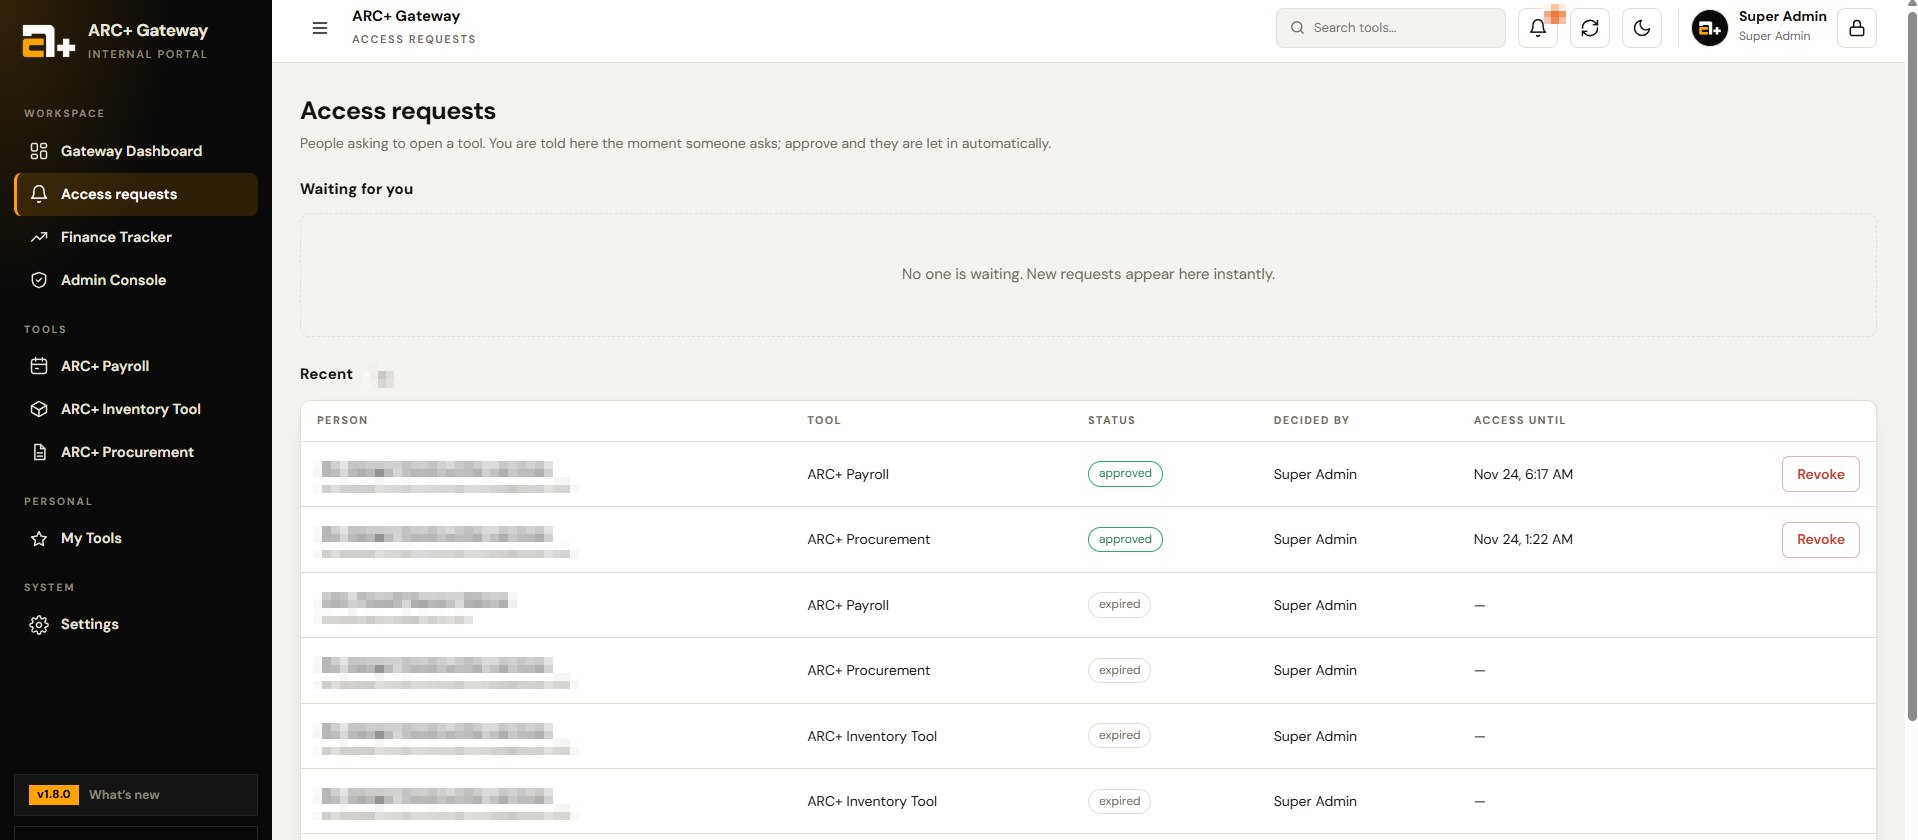 ARC+ Gateway
INTERNAL PORTAL
WORKSPACE
Gateway Dashboard
Access requests
Finance Tracker
Admin Console
TOOLS
ARC+ Payroll
ARC+ Inventory Tool
ARC+ Procurement
PERSONAL
My Tools
SYSTEM
Settings
v1.8.0 What's new
ARC+ Gateway
ACCESS REQUESTS
Search tools...
a+
Super Admin
Super Admin
Access requests
People asking to open a tool. You are told here the moment someone asks; approve and they are let in automatically.
Waiting for you
No one is waiting. New requests appear here instantly.
Recent
PERSON TOOL STATUS DECIDED BY ACCESS UNTIL
ARC+ Payroll approved Super Admin Nov 24, 6:17 AM Revoke
ARC+ Procurement approved Super Admin Nov 24, 1:22 AM Revoke
ARC+ Payroll expired Super Admin —
ARC+ Procurement expired Super Admin —
ARC+ Inventory Tool expired Super Admin —
ARC+ Inventory Tool expired Super Admin —